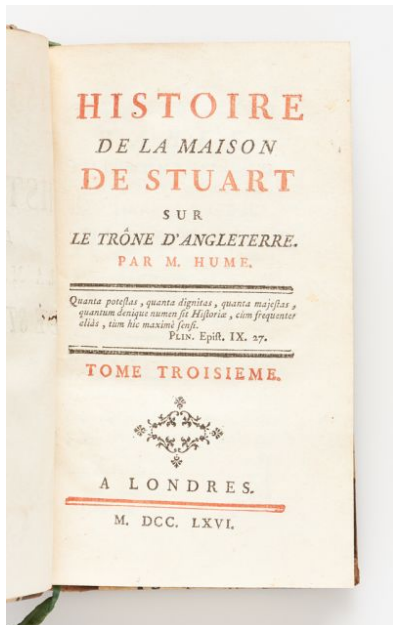 HISTOIRE
DE LA MAISON
DE STUART
SUR
LE TRÔNE D'ANGLETERRE.
PAR M. HUME.
Quanta poteſtas, quanta dignitas, quanta majeſtas,
quantum denique numen ſit Hiſtoriæ, cùm frequenter
aliàs, tùm hìc maximè ſenſi.
PLIN. Epiſt. IX. 27.
TOME TROISIEME.
A LONDRES.
M. DCC. LXVI.